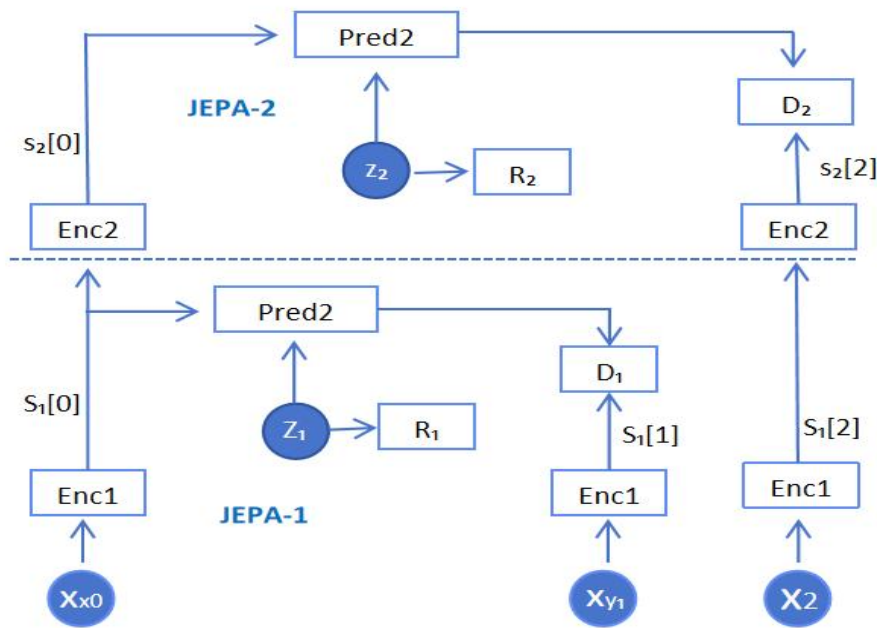 Pred2
JEPA-2
D₂
s₂[0]
z₂
R₂
s₂[2]
Enc2
Enc2
Pred2
D₁
S₁[0]
Z₁
R₁
S₁[1]
S₁[2]
Enc1
Enc1
Enc1
JEPA-1
Xₓ₀
Xy₁
X2